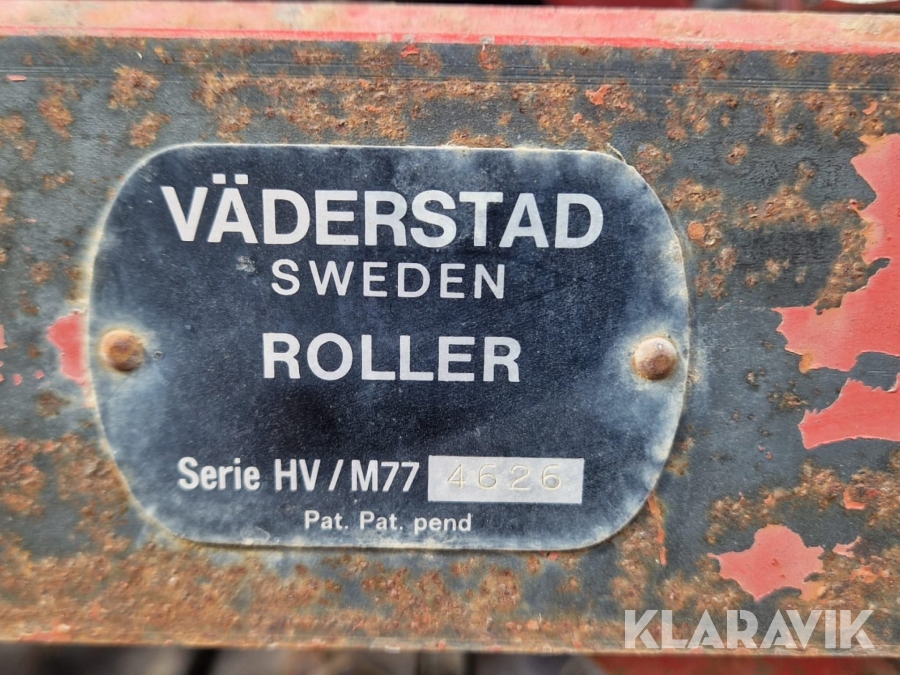 VÄDERSTAD
SWEDEN
ROLLER
Serie HV/M77 4626
Pat. Pat. pend
KLARAVIK